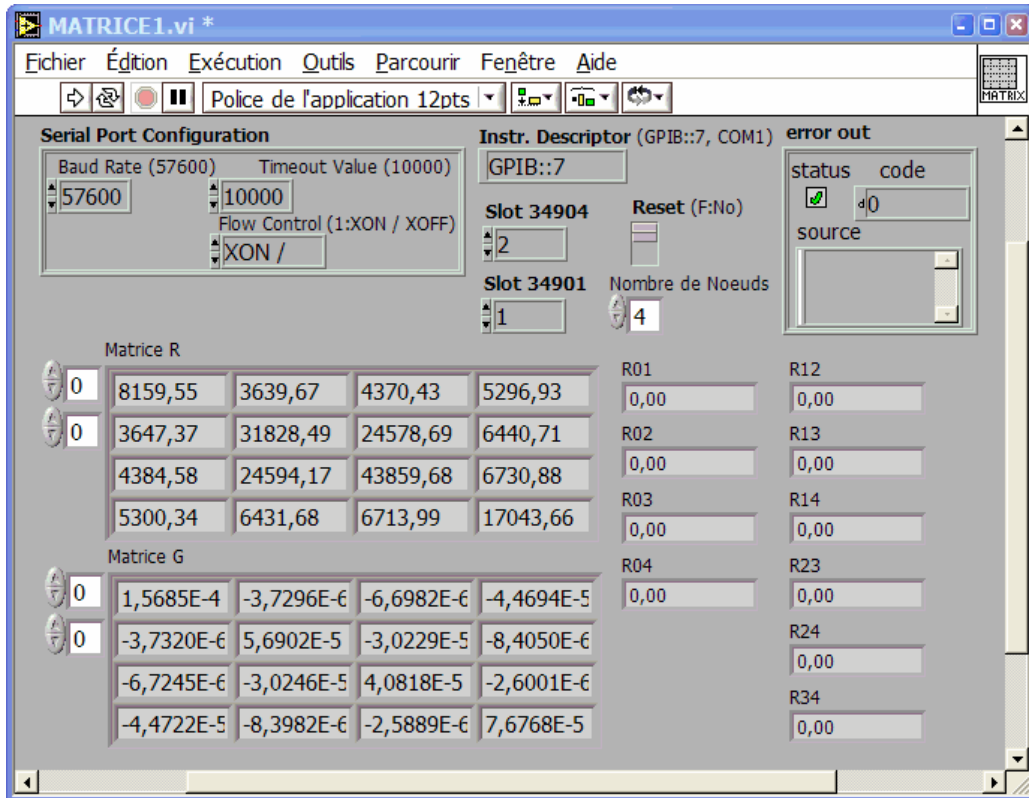 MATRICE1.vi *
Fichier Édition Exécution Outils Parcourir Fenêtre Aide
Police de l'application 12pts
MATRIX
Serial Port Configuration
Baud Rate (57600) Timeout Value (10000)
57600 10000
Flow Control (1:XON / XOFF)
XON /
Instr. Descriptor (GPIB::7, COM1)
GPIB::7
Slot 34904 Reset (F:No)
2
Slot 34901 Nombre de Noeuds
1 4
error out
status code
0
source
Matrice R
0 0
8159,55 3639,67 4370,43 5296,93
3647,37 31828,49 24578,69 6440,71
4384,58 24594,17 43859,68 6730,88
5300,34 6431,68 6713,99 17043,66
Matrice G
0 0
1,5685E-4 -3,7296E-6 -6,6982E-6 -4,4694E-5
-3,7320E-6 5,6902E-5 -3,0229E-5 -8,4050E-6
-6,7245E-6 -3,0246E-5 4,0818E-5 -2,6001E-6
-4,4722E-5 -8,3982E-6 -2,5889E-6 7,6768E-5
R01 R12
0,00 0,00
R02 R13
0,00 0,00
R03 R14
0,00 0,00
R04 R23
0,00 0,00
R24
0,00
R34
0,00